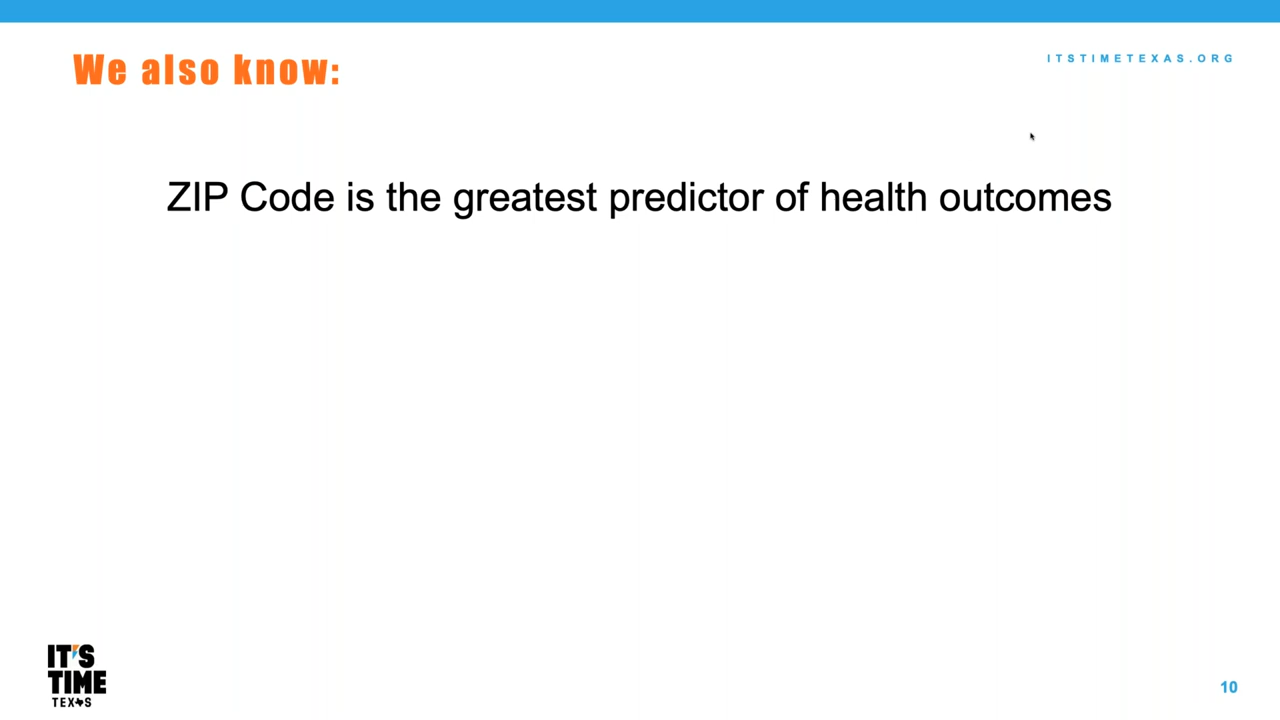 We also know:
ITSTIMETEXAS.ORG
ZIP Code is the greatest predictor of health outcomes
IT'S
TIME
TEXAS
10